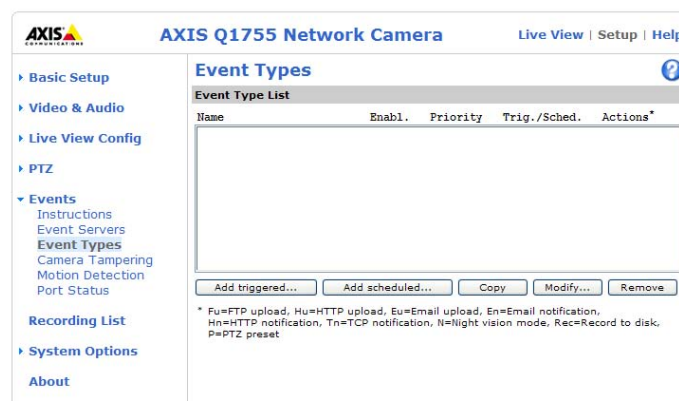 AXIS
COMMUNICATIONS
AXIS Q1755 Network Camera
Live View | Setup | Help
Basic Setup
Video & Audio
Live View Config
PTZ
Events
Instructions
Event Servers
Event Types
Camera Tampering
Motion Detection
Port Status
Recording List
System Options
About
Event Types
?
Event Type List
Name Enabl. Priority Trig./Sched. Actions*
Add triggered... Add scheduled... Copy Modify... Remove
* Fu=FTP upload, Hu=HTTP upload, Eu=Email upload, En=Email notification,
Hn=HTTP notification, Tn=TCP notification, N=Night vision mode, Rec=Record to disk,
P=PTZ preset